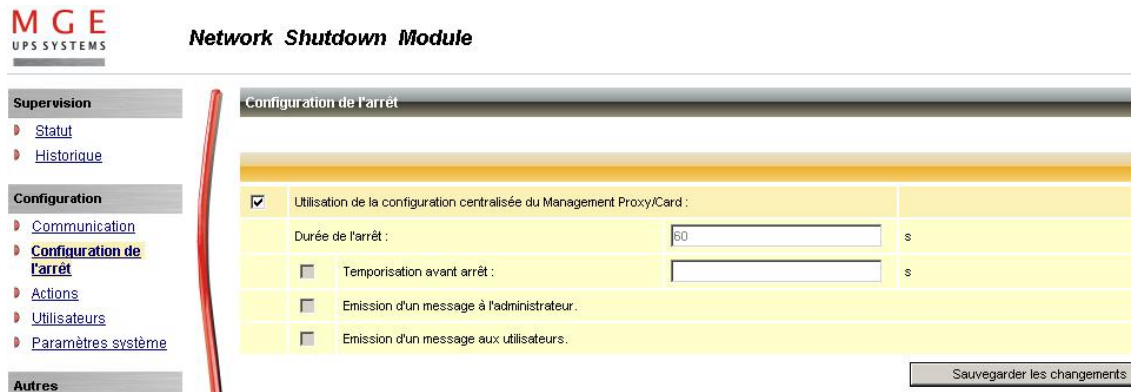 MGE
UPS SYSTEMS
Network Shutdown Module
Supervision
Statut
Historique
Configuration
Communication
Configuration de
l'arrêt
Actions
Utilisateurs
Paramètres système
Autres
Configuration de l'arrêt
Utilisation de la configuration centralisée du Management Proxy/Card :
Durée de l'arrêt : 60 s
Temporisation avant arrêt : s
Emission d'un message à l'administrateur.
Emission d'un message aux utilisateurs.
Sauvegarder les changements